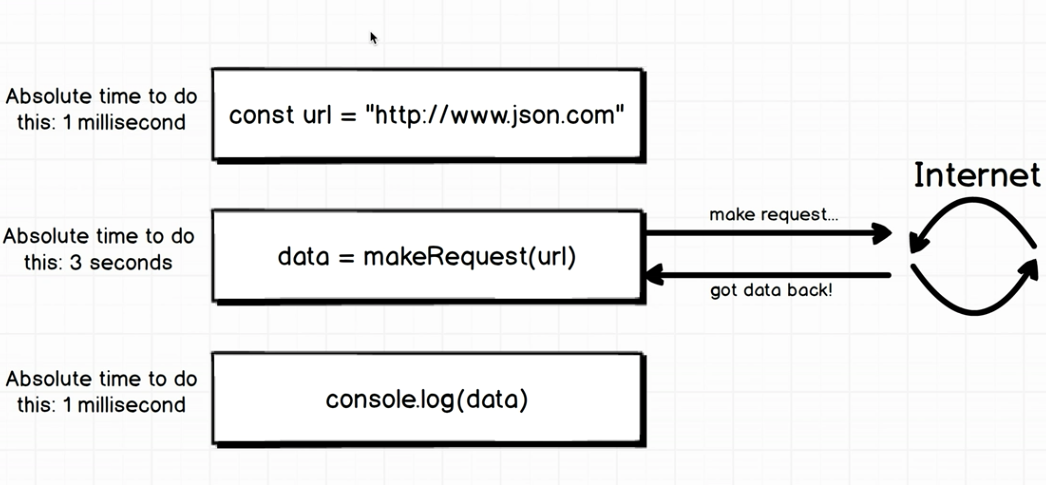 Absolute time to do
this: 1 millisecond
const url = "http://www.json.com"
Internet
Absolute time to do
this: 3 seconds
data = makeRequest(url)
make request...
got data back!
Absolute time to do
this: 1 millisecond
console.log(data)